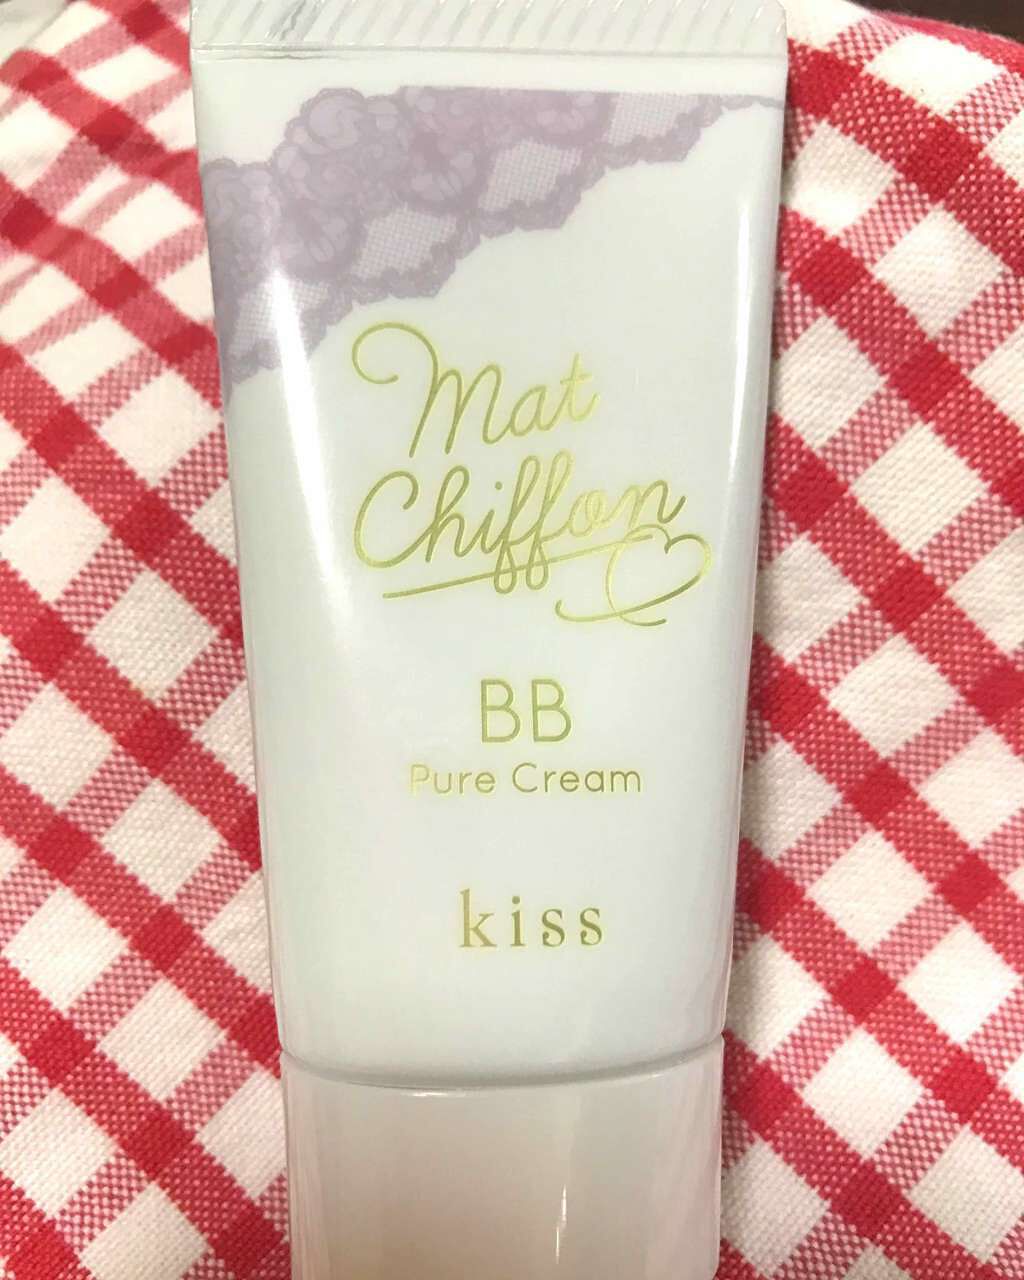 Mat
Chiffon
BB
Pure Cream
kiss